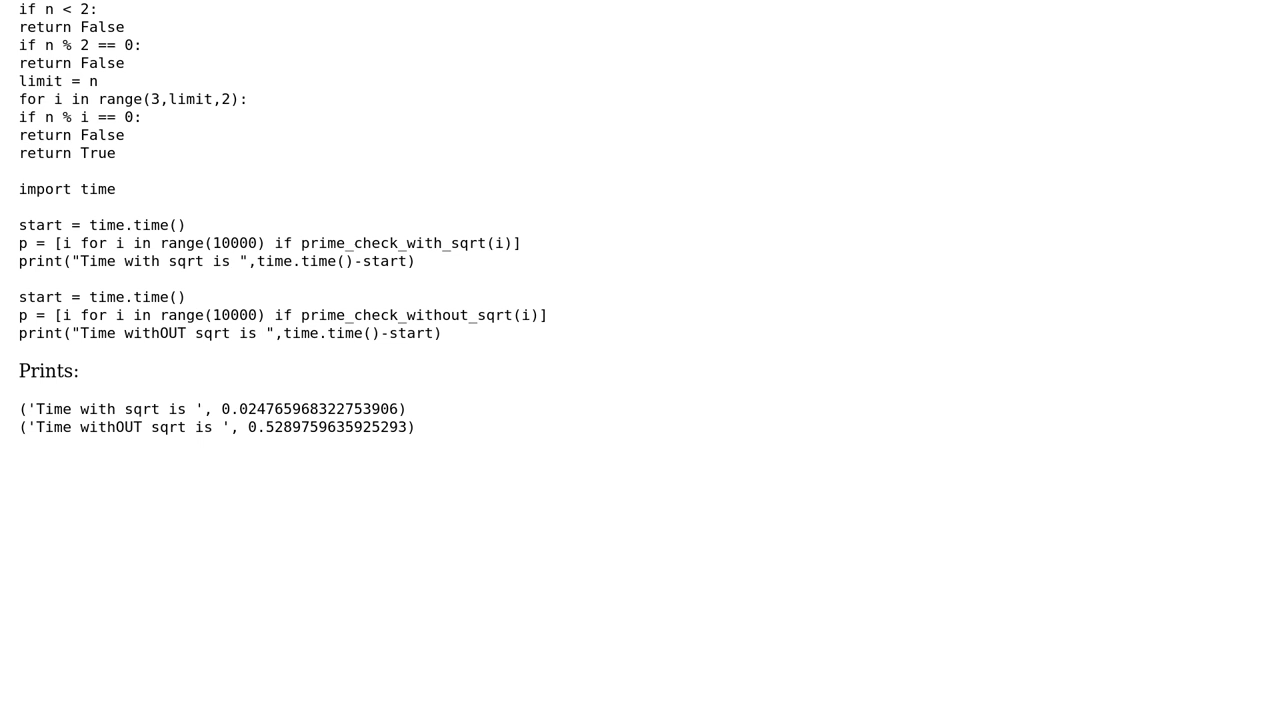 if n < 2:
return False
if n % 2 == 0:
return False
limit = n
for i in range(3,limit,2):
if n % i == 0:
return False
return True

import time

start = time.time()
p = [i for i in range(10000) if prime_check_with_sqrt(i)]
print("Time with sqrt is ",time.time()-start)

start = time.time()
p = [i for i in range(10000) if prime_check_without_sqrt(i)]
print("Time withOUT sqrt is ",time.time()-start)

Prints:

('Time with sqrt is ', 0.024765968322753906)
('Time withOUT sqrt is ', 0.5289759635925293)